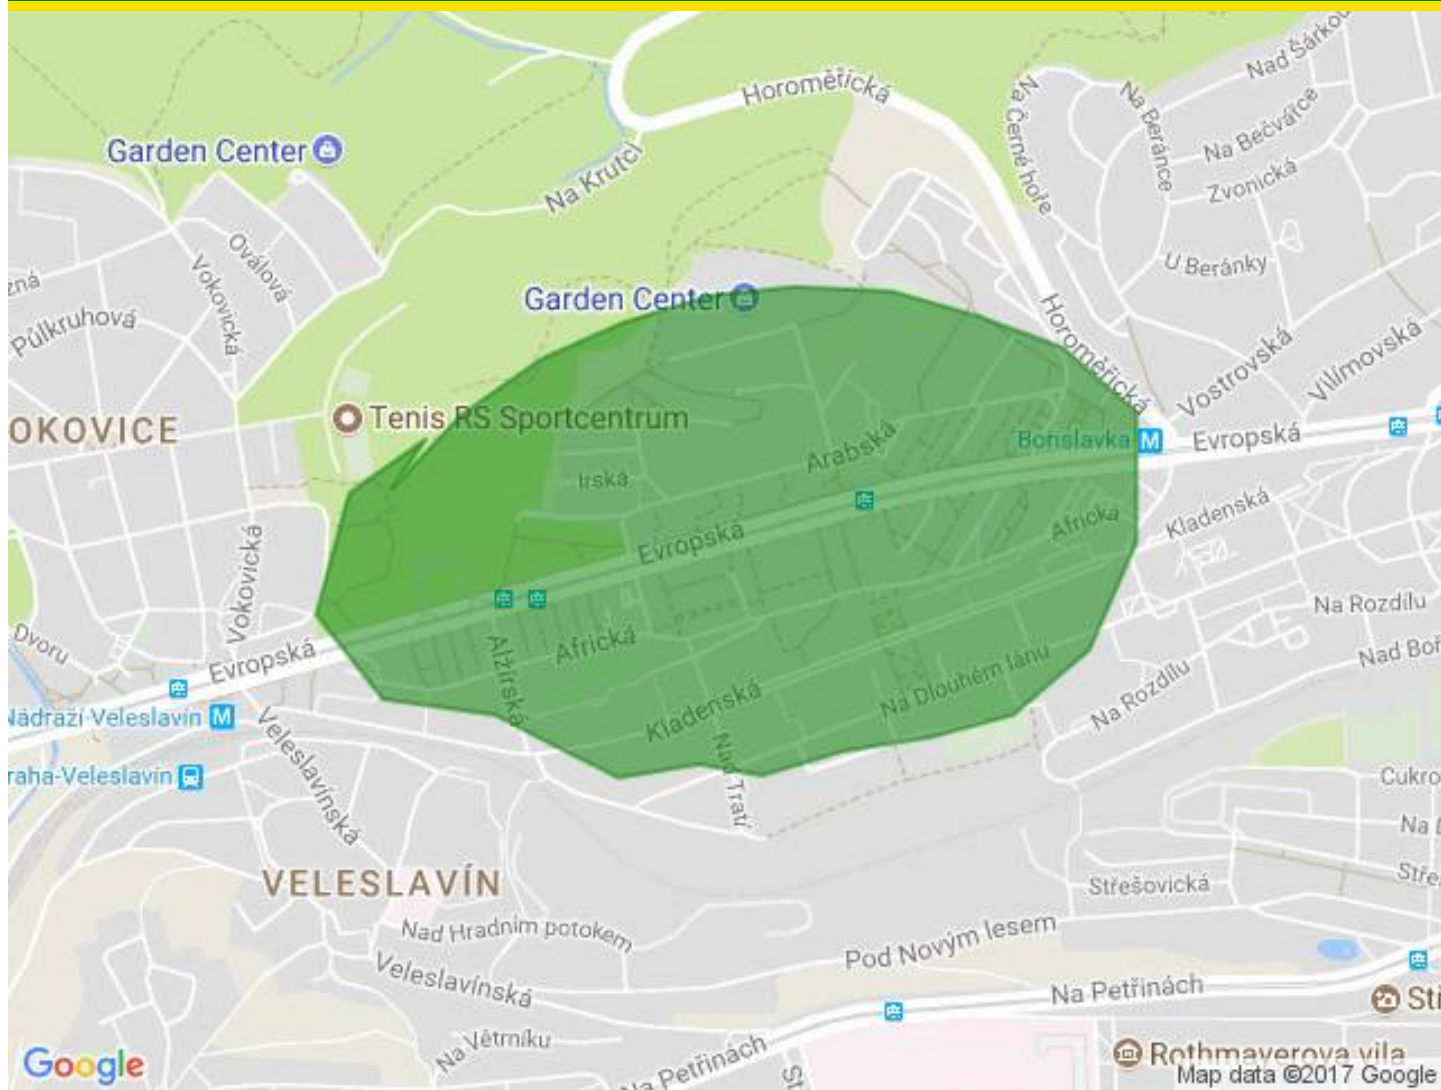 Nad Šárkou
Horoměřická
Na Černé hoře
Na Beránce
Na Bečvářce
Garden Center
Na Krutci
Zvonická
Oválová
Vokovická
U Beránky
zná
Půlkruhová
Garden Center
Horoměřická
Vostrovská
Vilímovská
OKOVICE
Tenis RS Sportcentrum
Arabská
Bořislavka M
Evropská
Irská
Evropská
Africká
Kladenská
Vokovická
Na Rozdílu
Dvoru
Evropská
Alžírská
Africká
Nad Boř
Na Dlouhém lánu
Na Rozdílu
Kladenská
Nádraží Veleslavín M
Veleslavínská
Nad Tratí
raha-Veleslavín
Cukro
VELESLAVÍN
Střešovická
Stře
Nad Hradním potokem
Pod Novým lesem
Veleslavínská
Na Petřinách
Stř
Na Větrníku
Na Petřinách
St
Rothmayerova vila
Google
Map data ©2017 Google